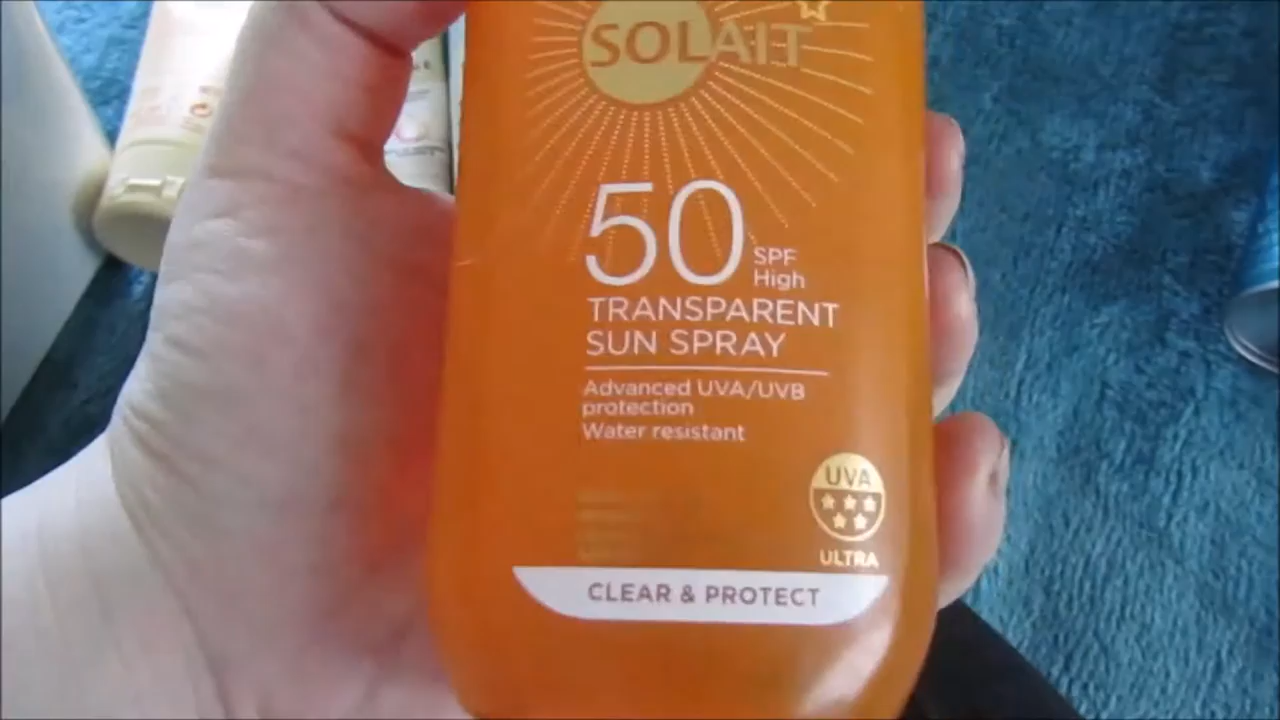 SOLAIT
50
SPF
High
TRANSPARENT
SUN SPRAY
Advanced UVA/UVB
protection
Water resistant
UVA
ULTRA
CLEAR & PROTECT